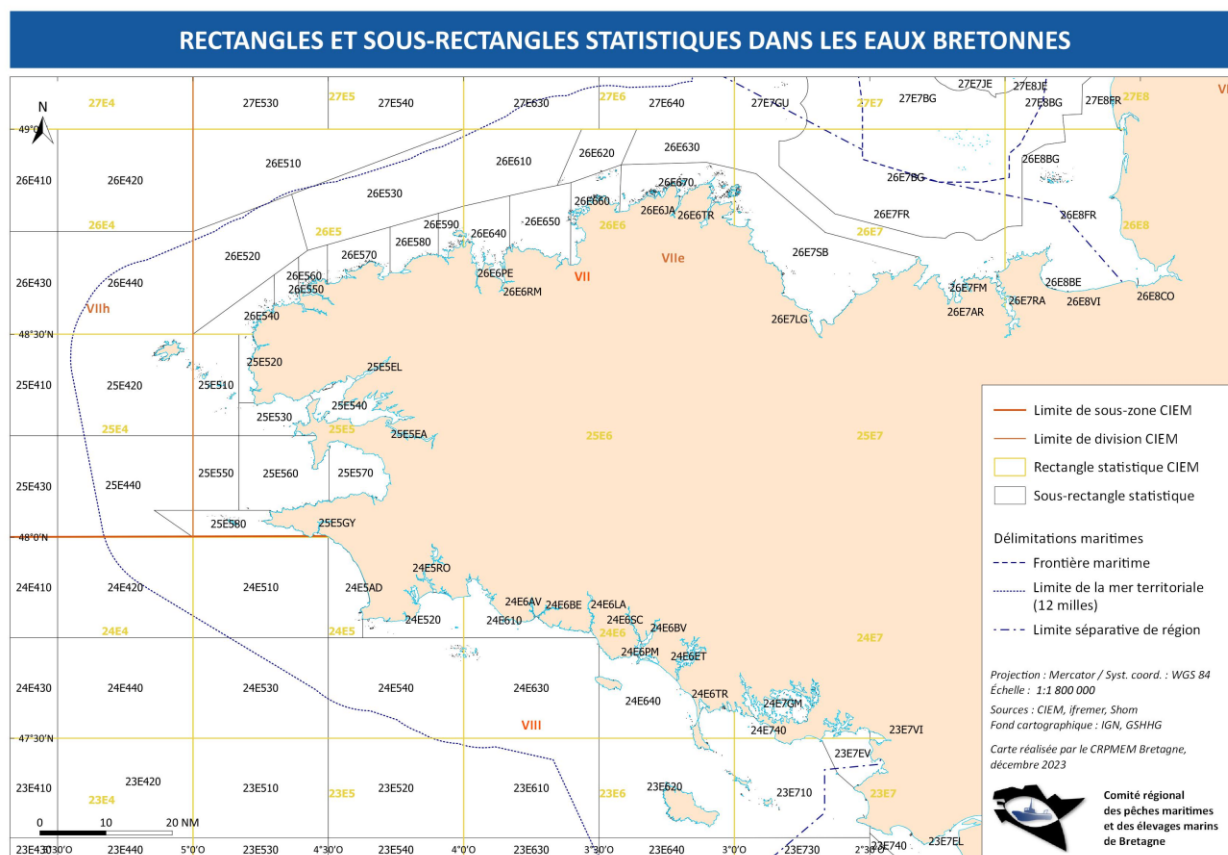 RECTANGLES ET SOUS-RECTANGLES STATISTIQUES DANS LES EAUX BRETONNES
27E4 27E530 27E5 27E540 27E630 27E6 27E640 27E7GU 27E7 27E7BG 27E7JE 27E8JE 27E8BG 27E8FR 27E8
N
26E410 26E420 26E510 26E530 26E610 26E620 26E630 26E8BG
26E660 26E670 26E7BG
26E4 26E5 26E590 26E640 26E650 26E6JA 26E6TR 26E6 26E7FR 26E7 26E8FR 26E8
26E520 26E570 26E580 VII VIIe 26E7SB
26E430 26E440 26E560 26E550 26E6PE 26E6RM 26E7FM 26E7RA 26E8BE 26E8VI 26E8CO
VIIh 26E540 26E7LG 26E7AR
48°30'N
25E410 25E420 25E510 25E520 25E5EL
25E530 25E540
25E4 25E5 25E5EA 25E6 25E7
25E430 25E440 25E550 25E560 25E570
25E580 25E5GY
48°0'N
24E410 24E420 24E510 24E5AD 24E5RO
24E520 24E6AV 24E6BE 24E6LA 24E610 24E6SC 24E6BV
24E4 24E5 24E6 24E7
24E6PM 24E6ET
24E430 24E440 24E530 24E540 24E630 24E640 24E6TR 24E7GM
VIII 24E740 23E7VI
47°30'N
23E7EV
23E410 23E420 23E510 23E520 23E610 23E620 23E710
23E4 23E5 23E6 23E7
0 10 20 NM
23E430 23E530 23E540 23E630 23E640 23E730 23E740 23E7EL
5°0' 4°30' 4°0' 3°30' 3°0' 2°30'
Limite de sous-zone CIEM
Limite de division CIEM
Rectangle statistique CIEM
Sous-rectangle statistique
Délimitations maritimes
Frontière maritime
Limite de la mer territoriale
(12 milles)
Limite séparative de région
Projection : Mercator / Syst. coord. : WGS 84
Échelle : 1:1 800 000
Sources : CIEM, ifremer, Shom
Fond cartographique : IGN, GSHHG
Carte réalisée par le CRPMEM Bretagne,
décembre 2023
Comité régional
des pêches maritimes
et des élevages marins
de Bretagne